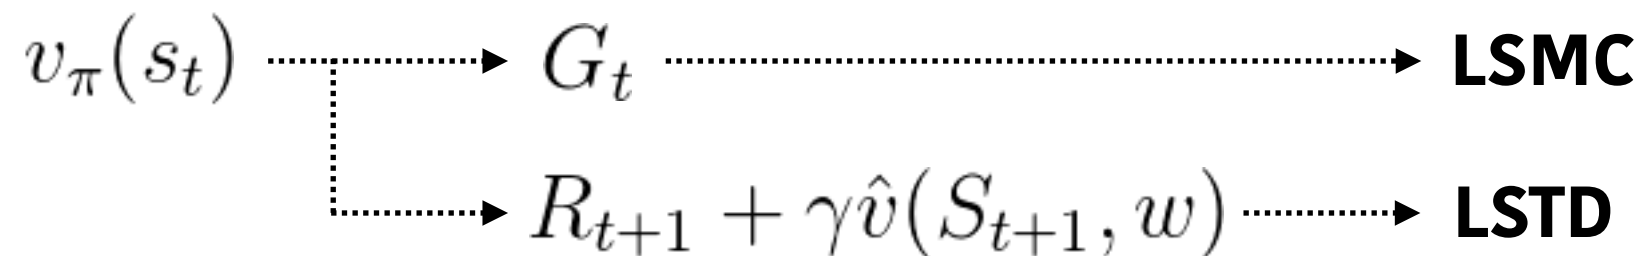 v_π(s_t) G_t LSMC
R_{t+1} + γv̂(S_{t+1}, w) LSTD